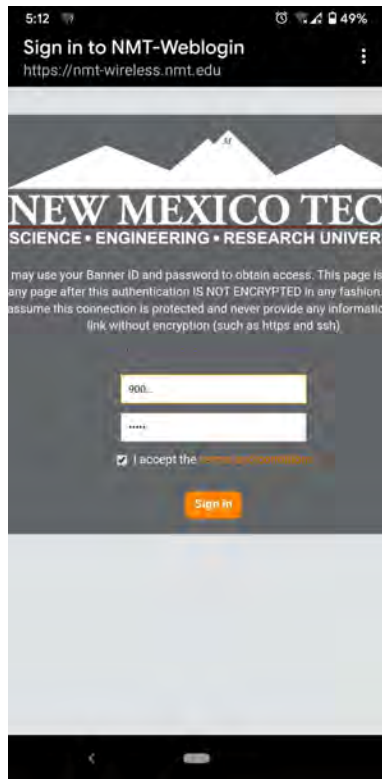 5:12
49%
Sign in to NMT-Weblogin
https://nmt-wireless.nmt.edu
M
NEW MEXICO TEC
SCIENCE • ENGINEERING • RESEARCH UNIVER
may use your Banner ID and password to obtain access. This page is
any page after this authentication IS NOT ENCRYPTED in any fashion.
assume this connection is protected and never provide any informatio
link without encryption (such as https and ssh)
900...
•••••
I accept the
Sign in